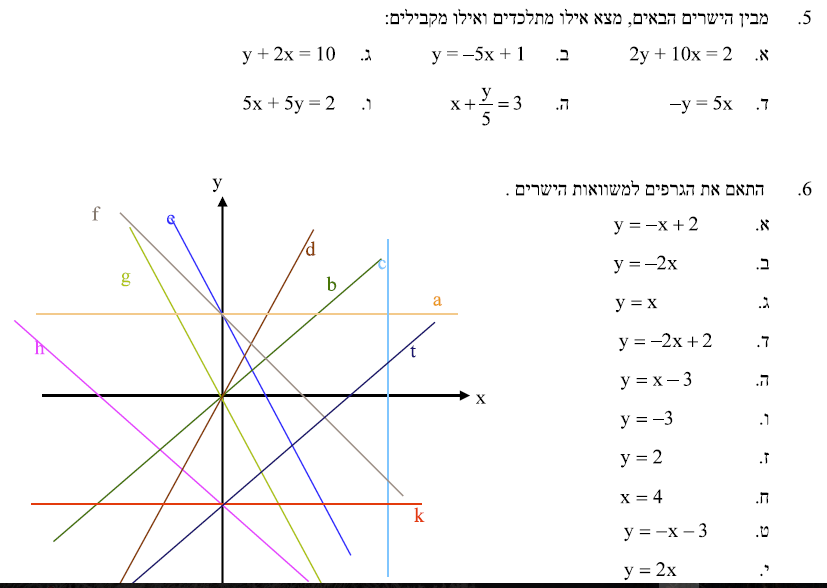 5. מבין הישרים הבאים, מצא אילו מתלכדים ואילו מקבילים:
א. 2y + 10x = 2 ב. y = –5x + 1 ג. y + 2x = 10
ד. –y = 5x ה. x + y/5 = 3 ו. 5x + 5y = 2
6. התאם את הגרפים למשוואות הישרים .
א. y = –x + 2
ב. y = –2x
ג. y = x
ד. y = –2x + 2
ה. y = x – 3
ו. y = –3
ז. y = 2
ח. x = 4
ט. y = –x – 3
י. y = 2x
y
f
e
d
c
g
b
a
h
t
x
k